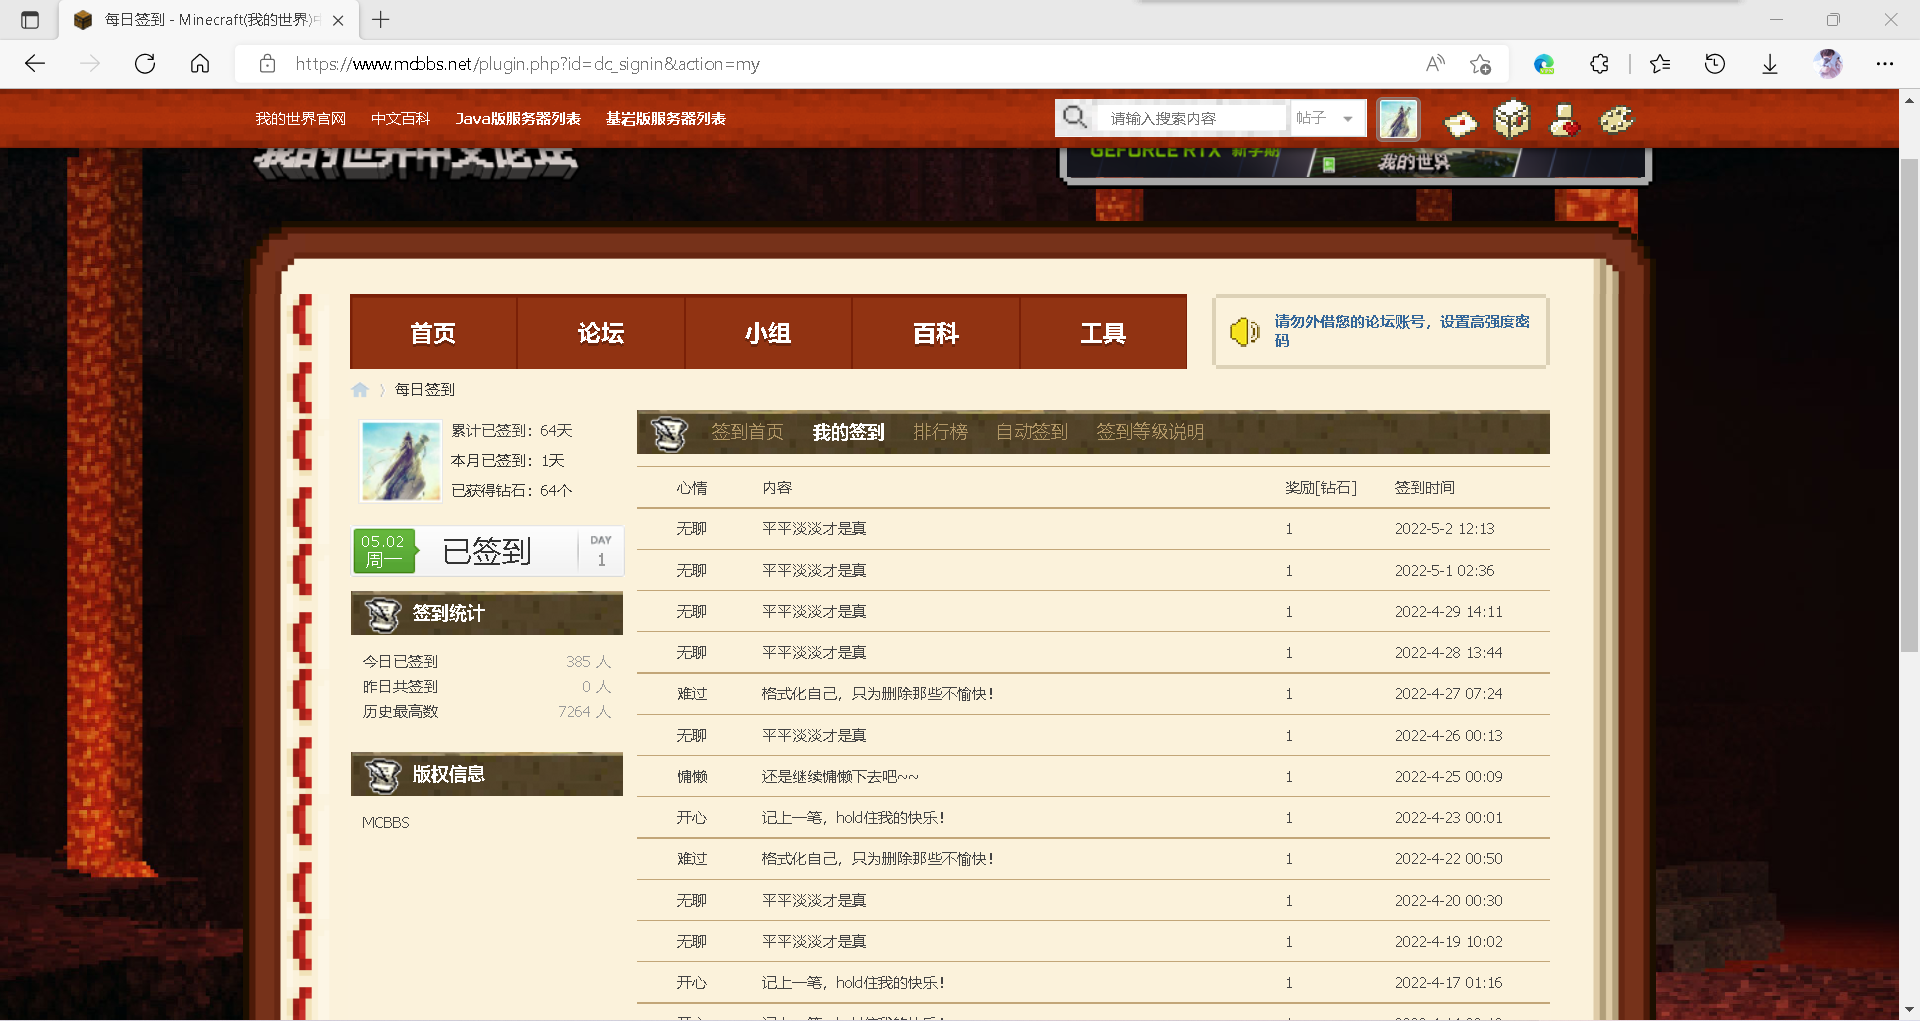 每日签到 - Minecraft(我的世界)中
https://www.mcbbs.net/plugin.php?id=dc_signin&action=my
我的世界官网 中文百科 Java版服务器列表 基岩版服务器列表
请输入搜索内容 帖子
我的世界中文论坛
GEFORCE RTX 新学期
我的世界
首页 论坛 小组 百科 工具
请勿外借您的论坛账号，设置高强度密
码
每日签到
累计已签到：64天
本月已签到：1天
已获得钻石：64个
05.02
周一
已签到
DAY
1
签到统计
今日已签到 385 人
昨日共签到 0 人
历史最高数 7264 人
版权信息
MCBBS
签到首页 我的签到 排行榜 自动签到 签到等级说明
心情 内容 奖励[钻石] 签到时间
无聊 平平淡淡才是真 1 2022-5-2 12:13
无聊 平平淡淡才是真 1 2022-5-1 02:36
无聊 平平淡淡才是真 1 2022-4-29 14:11
无聊 平平淡淡才是真 1 2022-4-28 13:44
难过 格式化自己，只为删除那些不愉快！ 1 2022-4-27 07:24
无聊 平平淡淡才是真 1 2022-4-26 00:13
慵懒 还是继续慵懒下去吧~~ 1 2022-4-25 00:09
开心 记上一笔，hold住我的快乐！ 1 2022-4-23 00:01
难过 格式化自己，只为删除那些不愉快！ 1 2022-4-22 00:50
无聊 平平淡淡才是真 1 2022-4-20 00:30
无聊 平平淡淡才是真 1 2022-4-19 10:02
开心 记上一笔，hold住我的快乐！ 1 2022-4-17 01:16